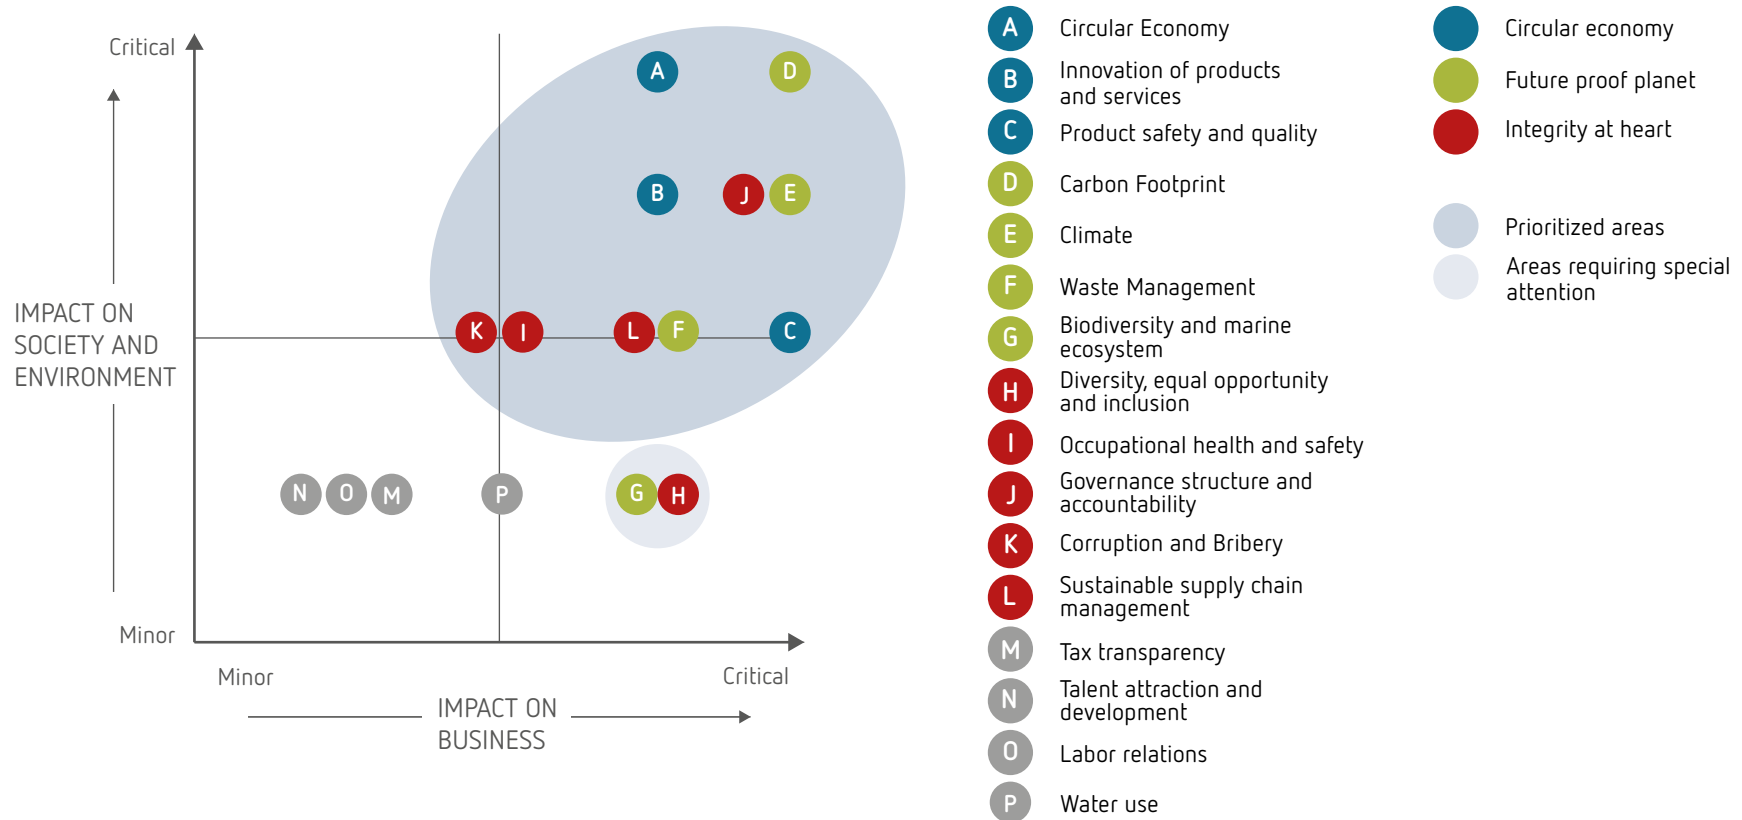 Critical
A
D
B
J
E
IMPACT ON
SOCIETY AND
ENVIRONMENT
K
I
L
F
C
N
O
M
P
G
H
Minor
Minor
Critical
IMPACT ON
BUSINESS
A Circular Economy
B Innovation of products
and services
C Product safety and quality
D Carbon Footprint
E Climate
F Waste Management
G Biodiversity and marine
ecosystem
H Diversity, equal opportunity
and inclusion
I Occupational health and safety
J Governance structure and
accountability
K Corruption and Bribery
L Sustainable supply chain
management
M Tax transparency
N Talent attraction and
development
O Labor relations
P Water use
Circular economy
Future proof planet
Integrity at heart
Prioritized areas
Areas requiring special
attention